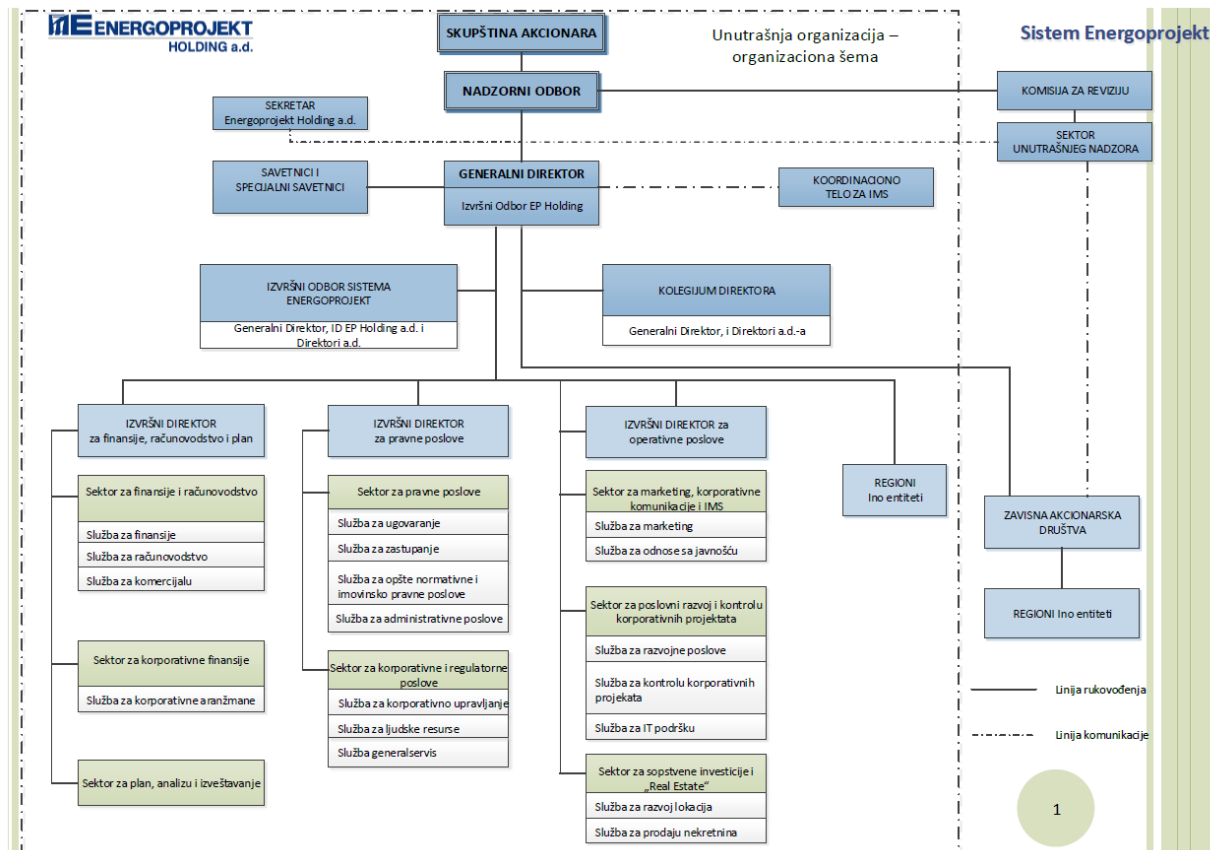 ENERGOPROJEKT
HOLDING a.d.
SKUPŠTINA AKCIONARA
Unutrašnja organizacija –
organizaciona šema
Sistem Energoprojekt
NADZORNI ODBOR
KOMISIJA ZA REVIZIJU
SEKRETAR
Energoprojekt Holding a.d.
SEKTOR
UNUTRAŠNJEG NADZORA
SAVETNICI I
SPECIJALNI SAVETNICI
GENERALNI DIREKTOR
Izvršni Odbor EP Holding
KOORDINACIONO
TELO ZA IMS
IZVRŠNI ODBOR SISTEMA
ENERGOPROJEKT
Generalni Direktor, ID EP Holding a.d. i
Direktori a.d.
KOLEGIJUM DIREKTORA
Generalni Direktor, i Direktori a.d.-a
IZVRŠNI DIREKTOR
za finansije, računovodstvo i plan
Sektor za finansije i računovodstvo
Služba za finansije
Služba za računovodstvo
Služba za komercijalu
Sektor za korporativne finansije
Služba za korporativne aranžmane
Sektor za plan, analizu i izveštavanje
IZVRŠNI DIREKTOR
za pravne poslove
Sektor za pravne poslove
Služba za ugovaranje
Služba za zastupanje
Služba za opšte normativne i
imovinsko pravne poslove
Služba za administrativne poslove
Sektor za korporativne i regulatorne
poslove
Služba za korporativno upravljanje
Služba za ljudske resurse
Služba generalservis
IZVRŠNI DIREKTOR za
operativne poslove
Sektor za marketing, korporativne
komunikacije i IMS
Služba za marketing
Služba za odnose sa javnošću
Sektor za poslovni razvoj i kontrolu
korporativnih projektata
Služba za razvojne poslove
Služba za kontrolu korporativnih
projekata
Služba za IT podršku
Sektor za sopstvene investicije i
„Real Estate“
Služba za razvoj lokacija
Služba za prodaju nekretnina
REGIONI
Ino entiteti
ZAVISNA AKCIONARSKA
DRUŠTVA
REGIONI Ino entiteti
Linija rukovođenja
Linija komunikacije
1